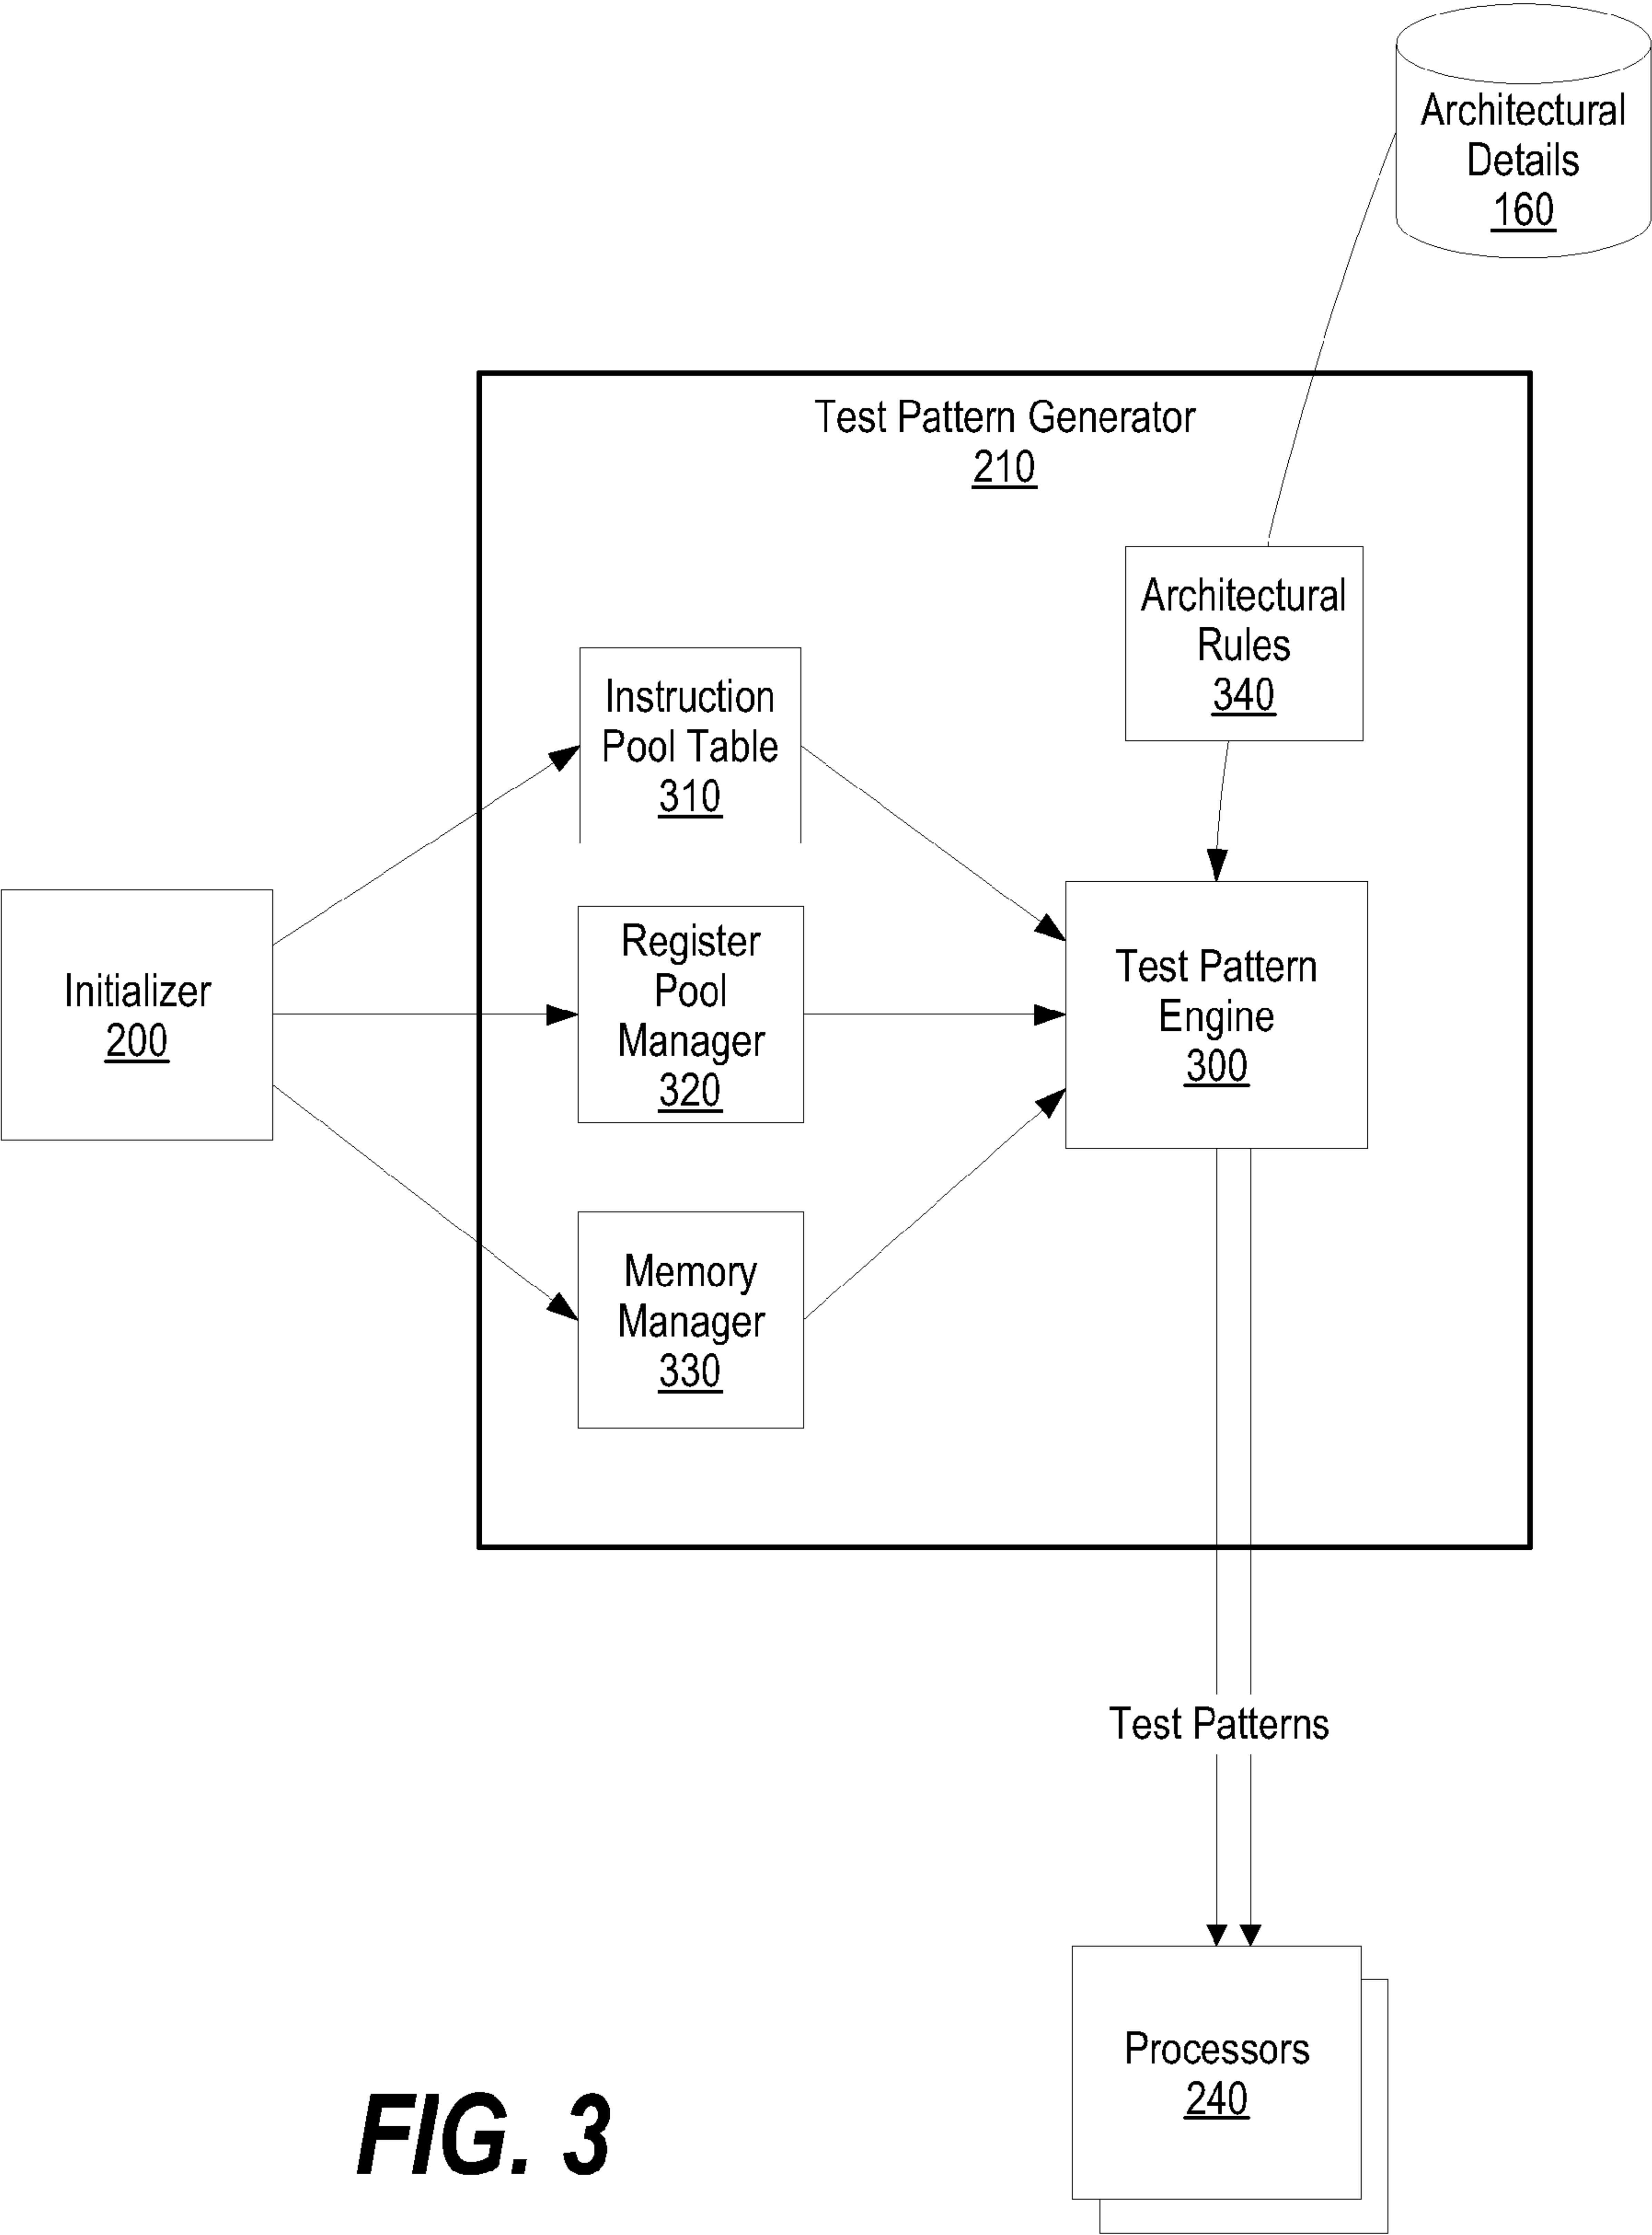 Architectural
Details
160
Test Pattern Generator
210
Architectural
Rules
340
Instruction
Pool Table
310
Register
Pool
Manager
320
Initializer
200
Test Pattern
Engine
300
Memory
Manager
330
Test Patterns
Processors
240
FIG. 3